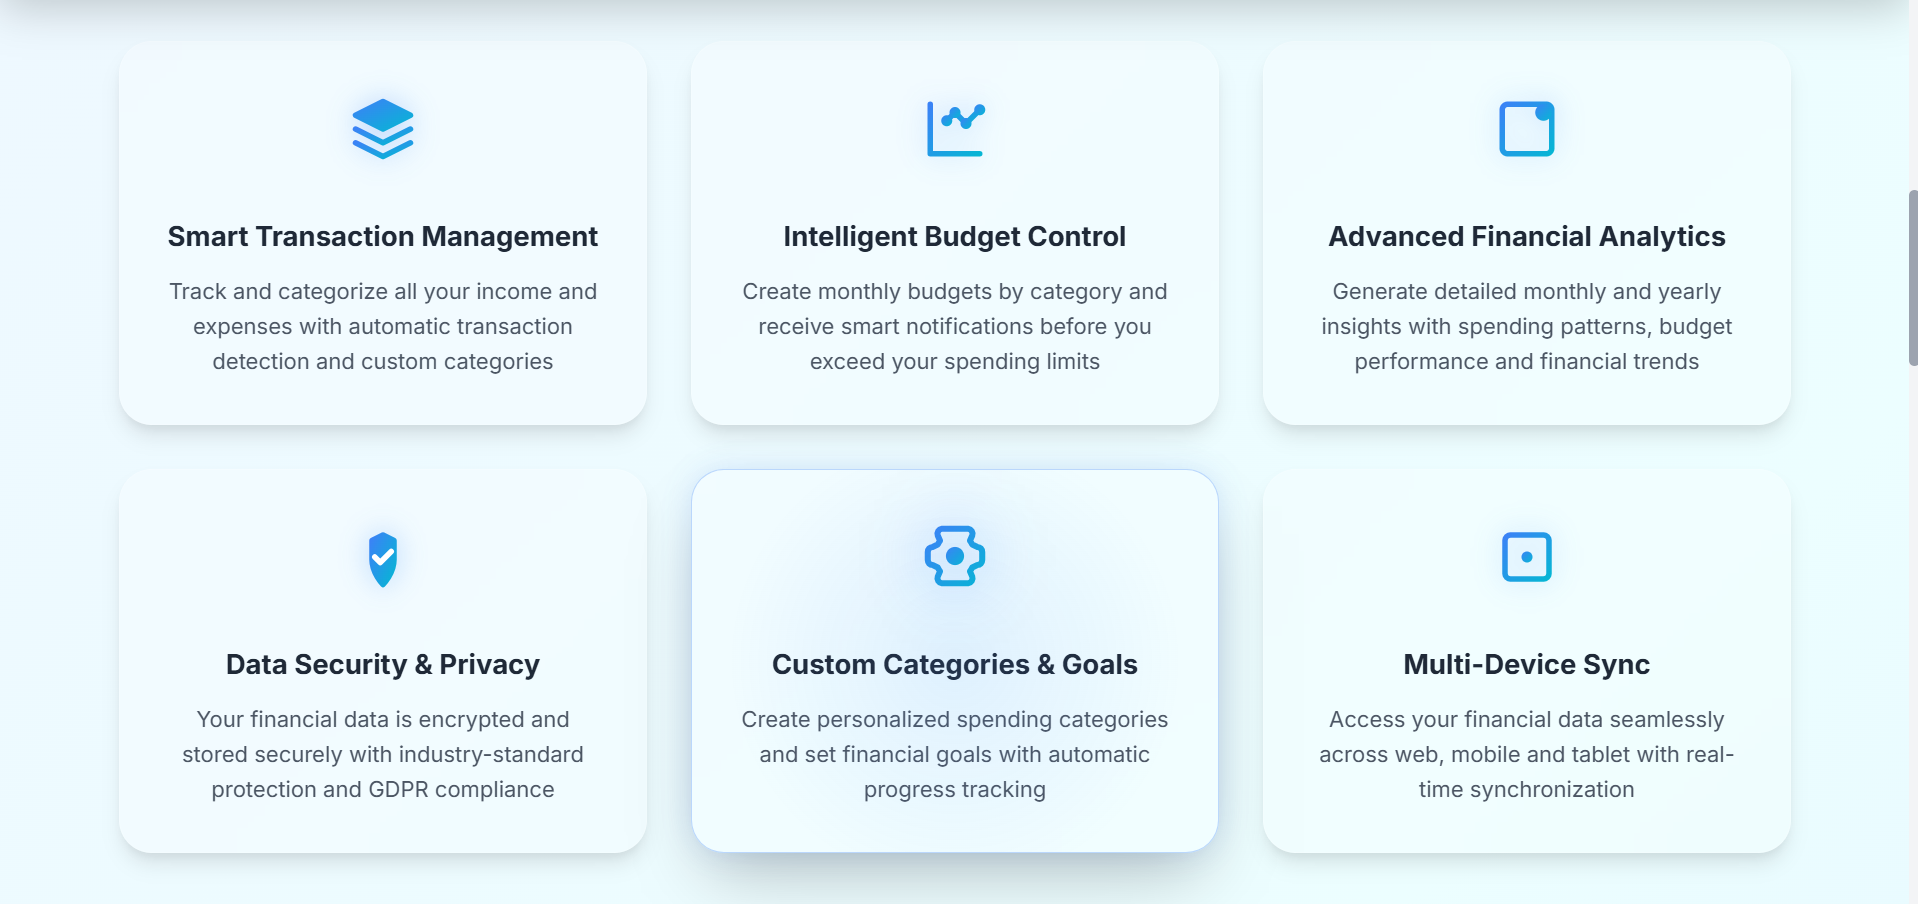 Smart Transaction Management
Track and categorize all your income and
expenses with automatic transaction
detection and custom categories
Intelligent Budget Control
Create monthly budgets by category and
receive smart notifications before you
exceed your spending limits
Advanced Financial Analytics
Generate detailed monthly and yearly
insights with spending patterns, budget
performance and financial trends
Data Security & Privacy
Your financial data is encrypted and
stored securely with industry-standard
protection and GDPR compliance
Custom Categories & Goals
Create personalized spending categories
and set financial goals with automatic
progress tracking
Multi-Device Sync
Access your financial data seamlessly
across web, mobile and tablet with real-
time synchronization